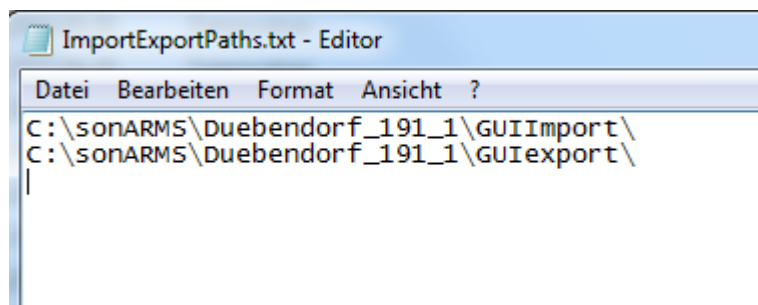 ImportExportPaths.txt - Editor
Datei Bearbeiten Format Ansicht ?
C:\sonARMS\Duebendorf_191_1\GUIImport\
C:\sonARMS\Duebendorf_191_1\GUIexport\